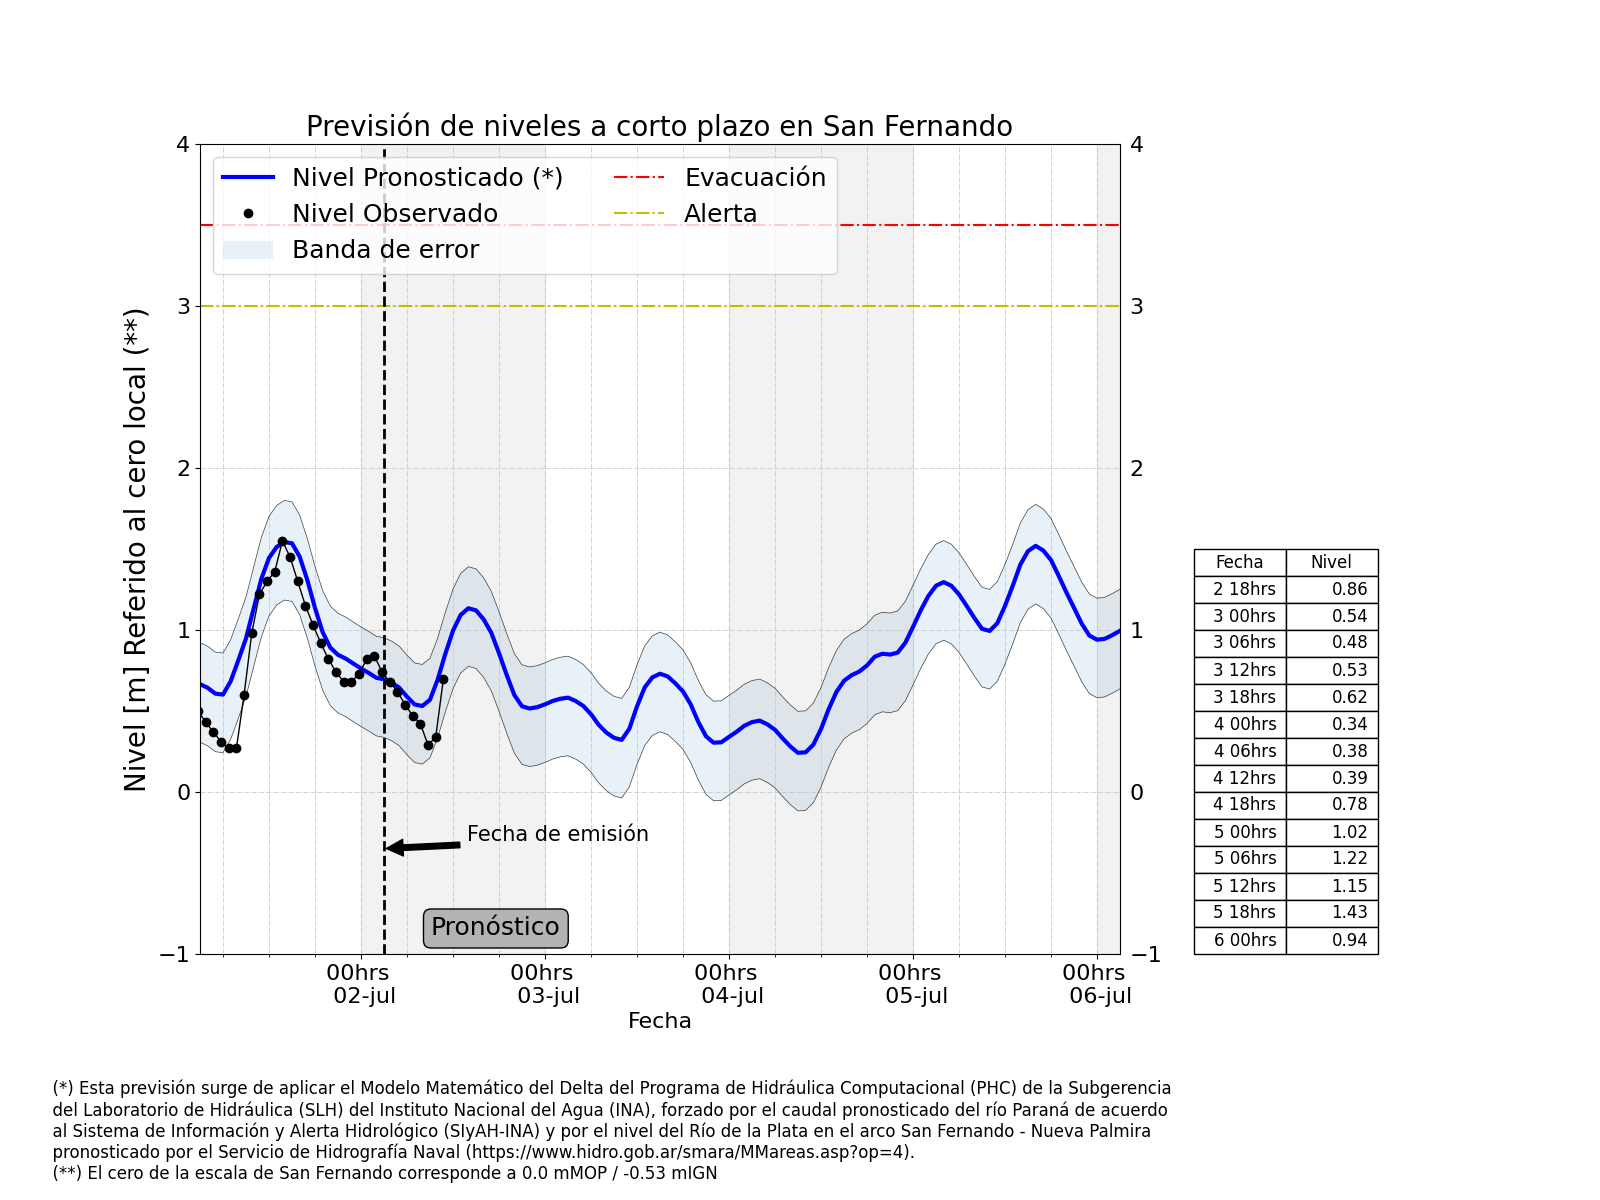 Previsión de niveles a corto plazo en San Fernando
Nivel Pronosticado (*)
Nivel Observado
Banda de error
Evacuación
Alerta
4
3
2
1
0
−1
4
3
2
1
0
−1
Nivel [m] Referido al cero local (**)
Fecha de emisión
Pronóstico
00hrs
02-jul
00hrs
03-jul
00hrs
04-jul
00hrs
05-jul
00hrs
06-jul
Fecha
Fecha Nivel
2 18hrs 0.86
3 00hrs 0.54
3 06hrs 0.48
3 12hrs 0.53
3 18hrs 0.62
4 00hrs 0.34
4 06hrs 0.38
4 12hrs 0.39
4 18hrs 0.78
5 00hrs 1.02
5 06hrs 1.22
5 12hrs 1.15
5 18hrs 1.43
6 00hrs 0.94
(*) Esta previsión surge de aplicar el Modelo Matemático del Delta del Programa de Hidráulica Computacional (PHC) de la Subgerencia
del Laboratorio de Hidráulica (SLH) del Instituto Nacional del Agua (INA), forzado por el caudal pronosticado del río Paraná de acuerdo
al Sistema de Información y Alerta Hidrológico (SIyAH-INA) y por el nivel del Río de la Plata en el arco San Fernando - Nueva Palmira
pronosticado por el Servicio de Hidrografía Naval (https://www.hidro.gob.ar/smara/MMareas.asp?op=4).
(**) El cero de la escala de San Fernando corresponde a 0.0 mMOP / -0.53 mIGN